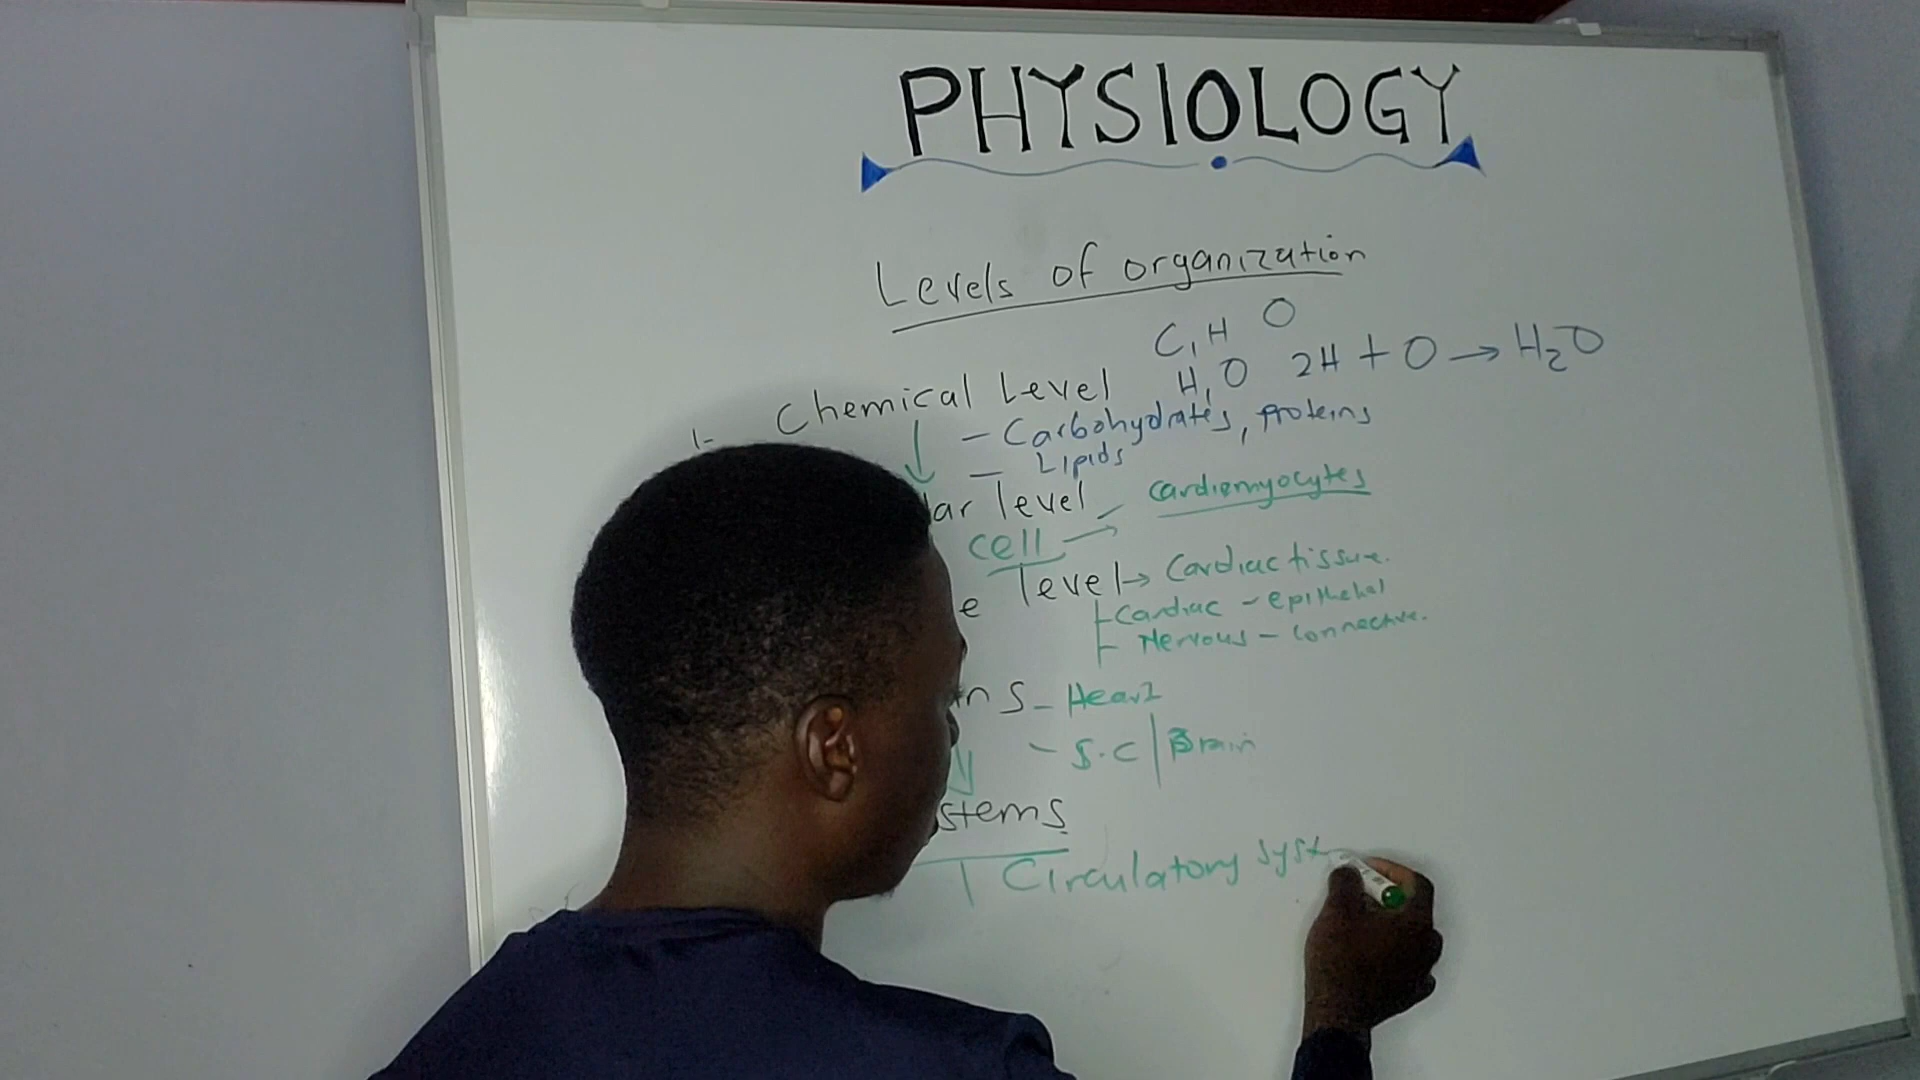 PHYSIOLOGY
Levels of organization
C, H O
H, O 2H + O → H₂O
1- Chemical Level
- Carbohydrates, proteins
- Lipids
lar level - cardiomyocytes
cell →
e level → Cardiac tissure.
Cardiac - epithelial
Nervous - connective.
ns - Heart
- S.C | Brain
stems
Circulatory syst